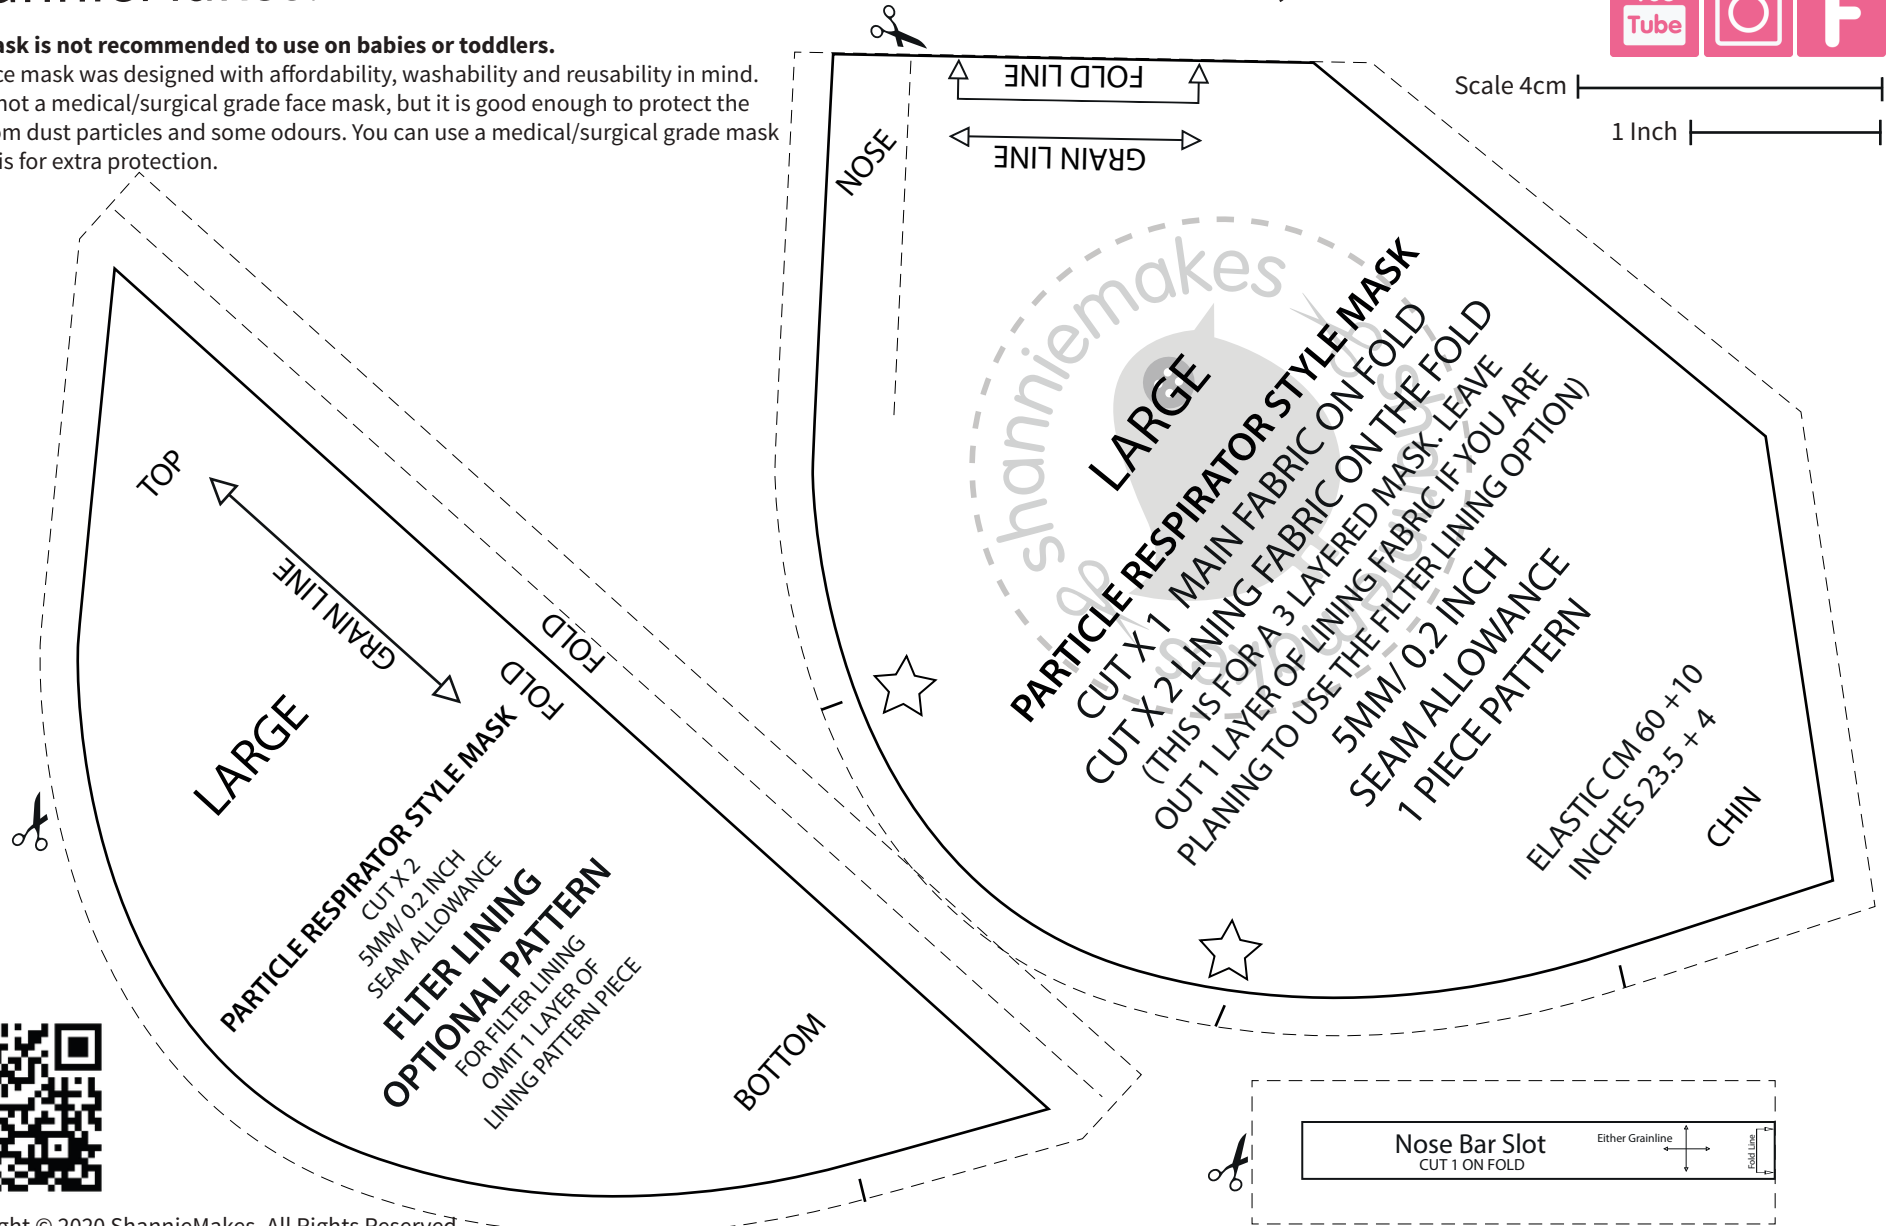 ask is not recommended to use on babies or toddlers.
ce mask was designed with affordability, washability and reusability in mind.
not a medical/surgical grade face mask, but it is good enough to protect the
om dust particles and some odours. You can use a medical/surgical grade mask
is for extra protection.
Tube
Scale 4cm
1 Inch
FOLD LINE
GRAIN LINE
NOSE
shanniemakes
shanniemakes
LARGE
PARTICLE RESPIRATOR STYLE MASK
CUT X 1 MAIN FABRIC ON FOLD
CUT X 2 LINING FABRIC ON THE FOLD
(THIS IS FOR A 3 LAYERED MASK. LEAVE
OUT 1 LAYER OF LINING FABRIC IF YOU ARE
PLANING TO USE THE FILTER LINING OPTION)
5MM/ 0.2 INCH
SEAM ALLOWANCE
1 PIECE PATTERN
ELASTIC CM 60 +10
INCHES 23.5 + 4
CHIN
TOP
GRAIN LINE
FOLD
FOLD
LARGE
PARTICLE RESPIRATOR STYLE MASK
CUT X 2
5MM/ 0.2 INCH
SEAM ALLOWANCE
FLTER LINING
OPTIONAL PATTERN
FOR FILTER LINING
OMIT 1 LAYER OF
LINING PATTERN PIECE
BOTTOM
Nose Bar Slot
CUT 1 ON FOLD
Either Grainline
Fold Line
ght © 2020 ShannieMakes. All Rights Reserved